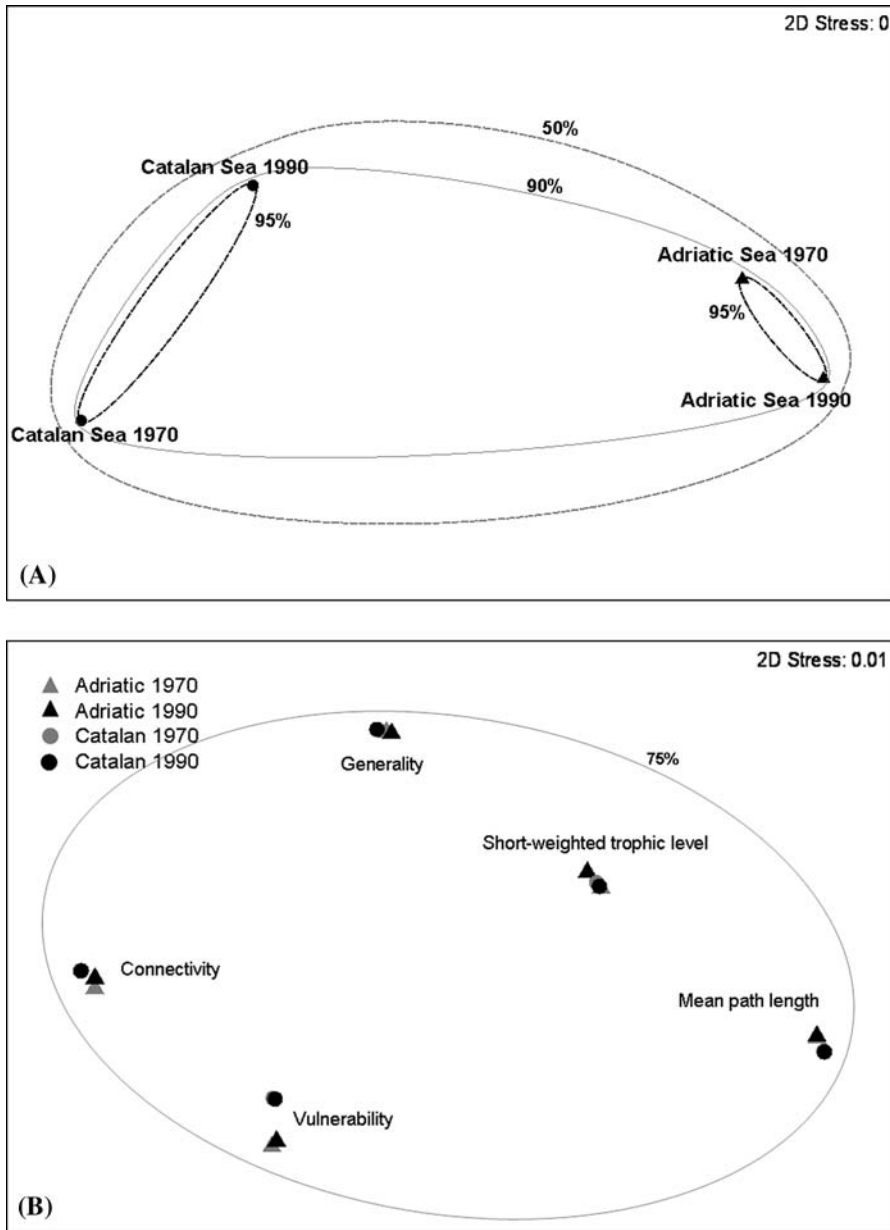 2D Stress: 0
50%
Catalan Sea 1990
90%
95%
Adriatic Sea 1970
95%
Adriatic Sea 1990
Catalan Sea 1970
(A)
2D Stress: 0.01
Adriatic 1970
Adriatic 1990
Catalan 1970
Catalan 1990
75%
Generality
Short-weighted trophic level
Connectivity
Mean path length
Vulnerability
(B)